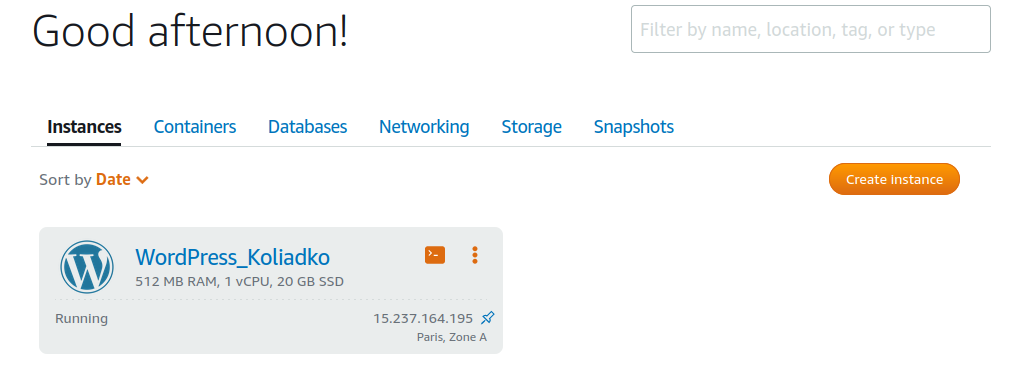 Good afternoon!
Filter by name, location, tag, or type
Instances Containers Databases Networking Storage Snapshots
Sort by Date
Create instance
WordPress_Koliadko
512 MB RAM, 1 vCPU, 20 GB SSD
Running
15.237.164.195
Paris, Zone A